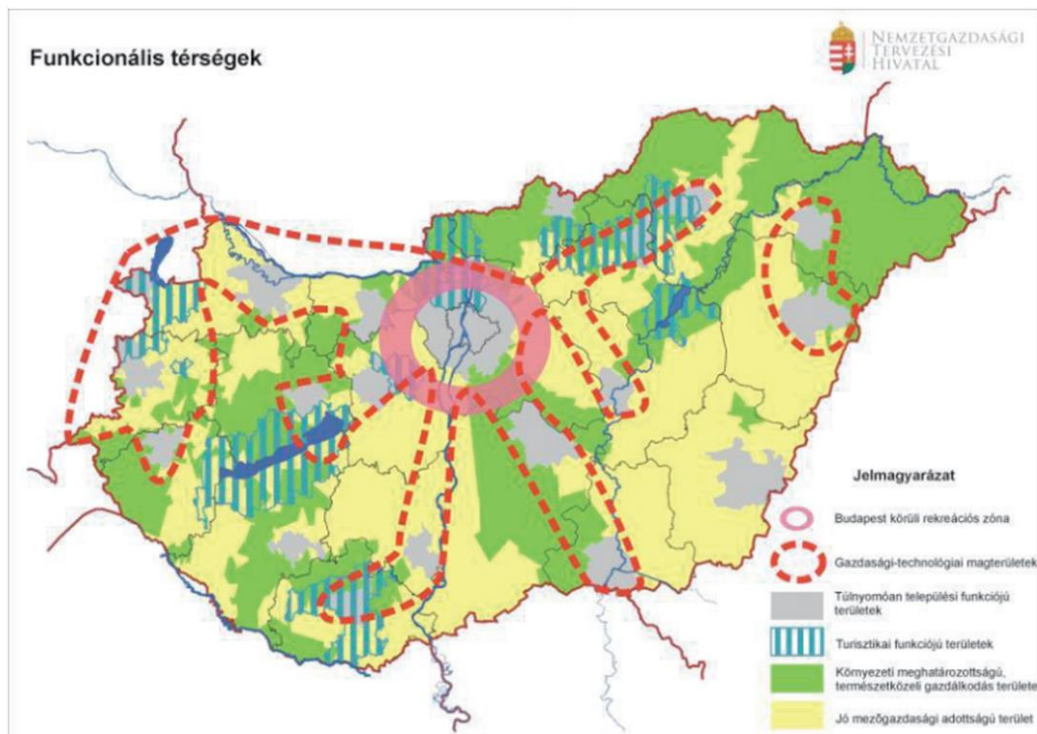 Funkcionális térségek
NEMZETGAZDASÁGI
TERVEZÉSI
HIVATAL
Jelmagyarázat
Budapest körüli rekreációs zóna
Gazdasági-technológiai magterületek
Túlnyomóan települési funkciójú
területek
Turisztikai funkciójú területek
Környezeti meghatározottságú,
természetközeli gazdálkodás területe
Jó mezőgazdasági adottságú terület